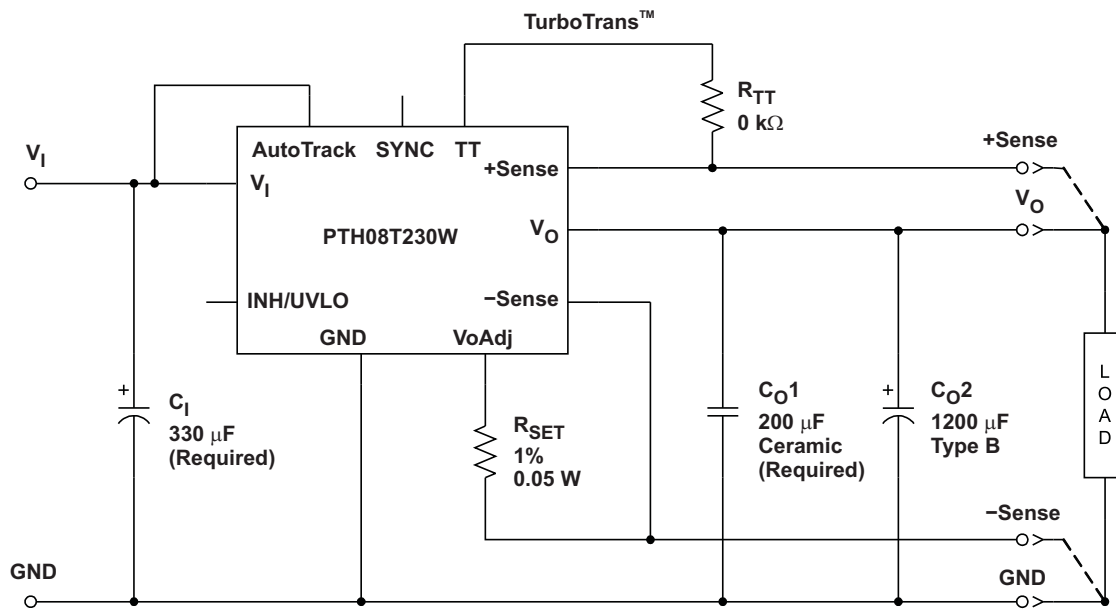 TurboTrans™
R_TT
0 kΩ
AutoTrack SYNC TT
+Sense
+Sense
V_I
V_I
V_O
V_O
PTH08T230W
INH/UVLO
−Sense
GND
VoAdj
+
C_I
330 μF
(Required)
R_SET
1%
0.05 W
C_O1
200 μF
Ceramic
(Required)
+
C_O2
1200 μF
Type B
LOAD
−Sense
GND
GND